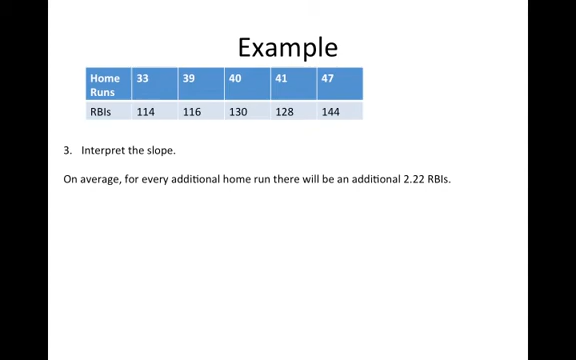 Example
Home Runs 33 39 40 41 47
RBIs 114 116 130 128 144
3. Interpret the slope.
On average, for every additional home run there will be an additional 2.22 RBIs.